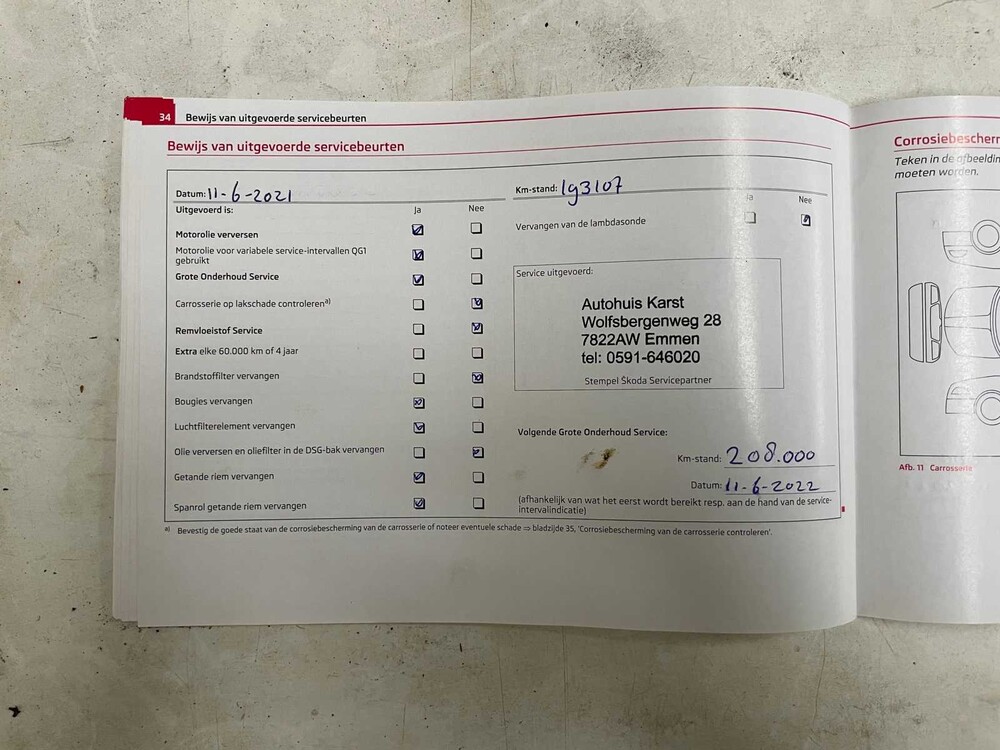 34 Bewijs van uitgevoerde servicebeurten
Bewijs van uitgevoerde servicebeurten
Datum: 11-6-2021
Uitgevoerd is: Ja Nee
Motorolie verversen
Motorolie voor variabele service-intervallen QG1
gebruikt
Grote Onderhoud Service
Carrosserie op lakschade controleren a)
Remvloeistof Service
Extra elke 60.000 km of 4 jaar
Brandstoffilter vervangen
Bougies vervangen
Luchtfilterelement vervangen
Olie verversen en oliefilter in de DSG-bak vervangen
Getande riem vervangen
Spanrol getande riem vervangen
Km-stand: 193107
Ja Nee
Vervangen van de lambdasonde
Service uitgevoerd:
Autohuis Karst
Wolfsbergenweg 28
7822AW Emmen
tel: 0591-646020
Stempel Škoda Servicepartner
Volgende Grote Onderhoud Service:
Km-stand: 208.000
Datum: 11-6-2022
(afhankelijk van wat het eerst wordt bereikt resp. aan de hand van de service-
intervalindicatie)
a) Bevestig de goede staat van de corrosiebescherming van de carrosserie of noteer eventuele schade ⇒ bladzijde 35, 'Corrosiebescherming van de carrosserie controleren'.
Teken in de afbeeldin
moeten worden.
Afb. 11 Carrosserie